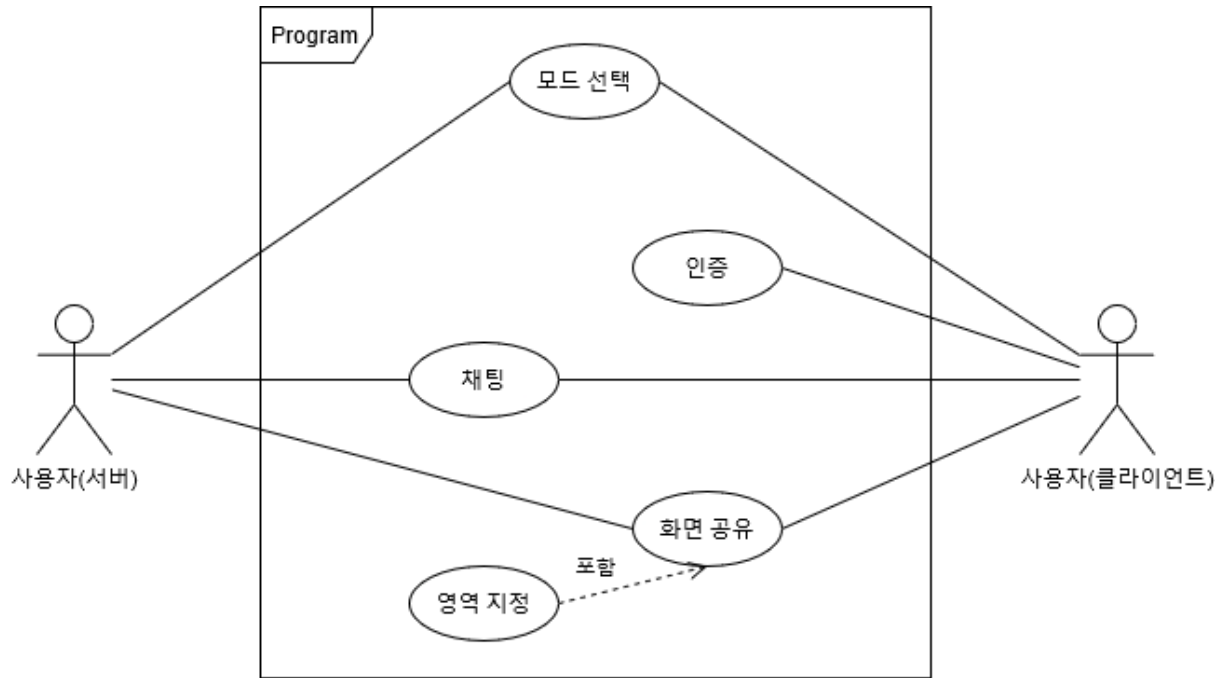 Program
모드 선택
인증
채팅
사용자(서버)
사용자(클라이언트)
화면 공유
포함
영역 지정